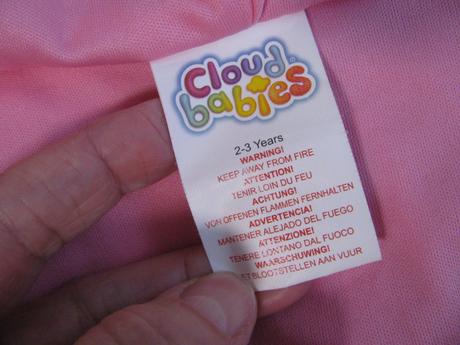 Cloud
babies
2-3 Years
WARNING!
KEEP AWAY FROM FIRE
ATTENTION!
TENIR LOIN DU FEU
ACHTUNG!
VON OFFENEN FLAMMEN FERNHALTEN
ADVERTENCIA!
MANTENER ALEJADO DEL FUEGO
ATTENZIONE!
TENERE LONTANO DAL FUOCO
WAARSCHUWING!
BLOOTSTELLEN AAN VUUR